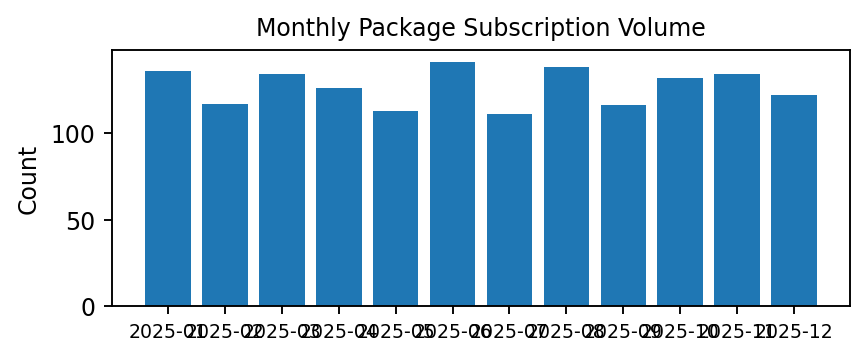 Monthly Package Subscription Volume
Count
100
50
0
2025-01 2025-02 2025-03 2025-04 2025-05 2025-06 2025-07 2025-08 2025-09 2025-10 2025-11 2025-12